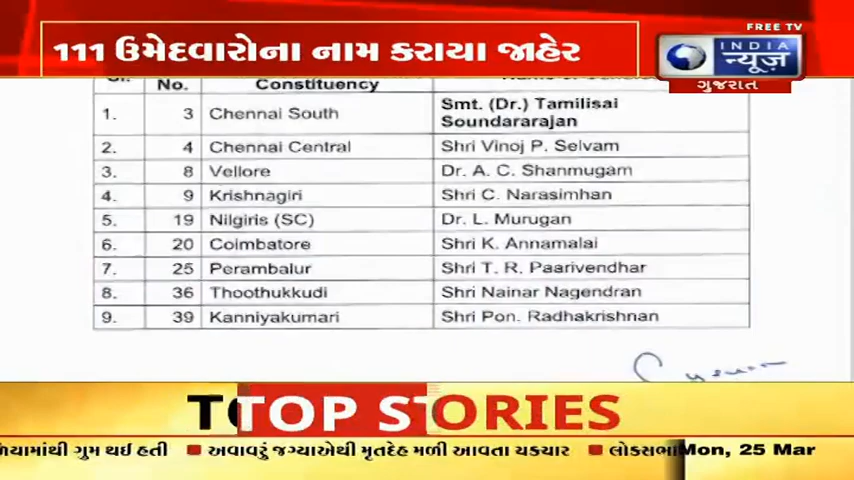 FREE TV
111 ઉમેદવારોના નામ કરાયા જાહેર
INDIA
न्यूज़
ગુજરાત
No. Constituency
1. 3 Chennai South Smt. (Dr.) Tamilisai Soundararajan
2. 4 Chennai Central Shri Vinoj P. Selvam
3. 8 Vellore Dr. A. C. Shanmugam
4. 9 Krishnagiri Shri C. Narasimhan
5. 19 Nilgiris (SC) Dr. L. Murugan
6. 20 Coimbatore Shri K. Annamalai
7. 25 Perambalur Shri T. R. Paarivendhar
8. 36 Thoothukkudi Shri Nainar Nagendran
9. 39 Kanniyakumari Shri Pon. Radhakrishnan
TOP STORIES
ગુમ થઈ હતી ■ અવાવરું જગ્યાએથી મૃતદેહ મળી આવતા ચકચાર ■ લોકસભા Mon, 25 Mar